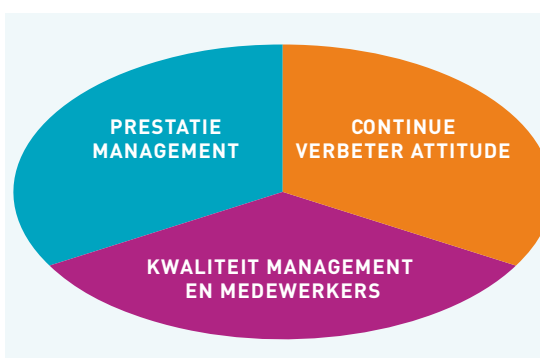 PRESTATIE
MANAGEMENT
CONTINUE
VERBETER ATTITUDE
KWALITEIT MANAGEMENT
EN MEDEWERKERS